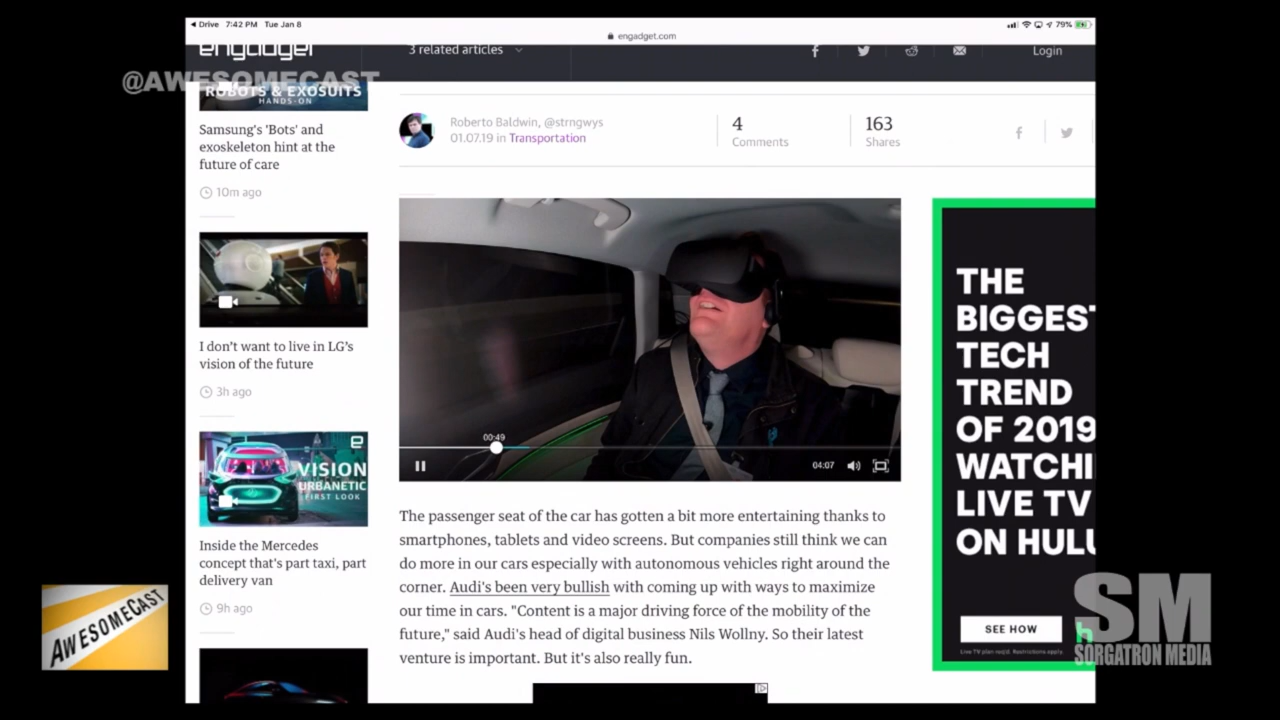 Drive 7:42 PM Tue Jan 8
79%
engadget.com
engadget
3 related articles
Login
@AWESOMECAST
ROBOTS & EXOSUITS
HANDS-ON
Samsung's 'Bots' and
exoskeleton hint at the
future of care
10m ago
I don't want to live in LG's
vision of the future
3h ago
VISION
URBANETIC
FIRST LOOK
Inside the Mercedes
concept that's part taxi, part
delivery van
9h ago
Roberto Baldwin, @strngwys
01.07.19 in Transportation
4
Comments
163
Shares
00:49
04:07
The passenger seat of the car has gotten a bit more entertaining thanks to
smartphones, tablets and video screens. But companies still think we can
do more in our cars especially with autonomous vehicles right around the
corner. Audi's been very bullish with coming up with ways to maximize
our time in cars. "Content is a major driving force of the mobility of the
future," said Audi's head of digital business Nils Wollny. So their latest
venture is important. But it's also really fun.
THE
BIGGEST
TECH
TREND
OF 2019
WATCHI
LIVE TV
ON HULU
SEE HOW
h
Live TV plan req'd. Restrictions apply.
AWESOMECAST
SM
SORGATRON MEDIA